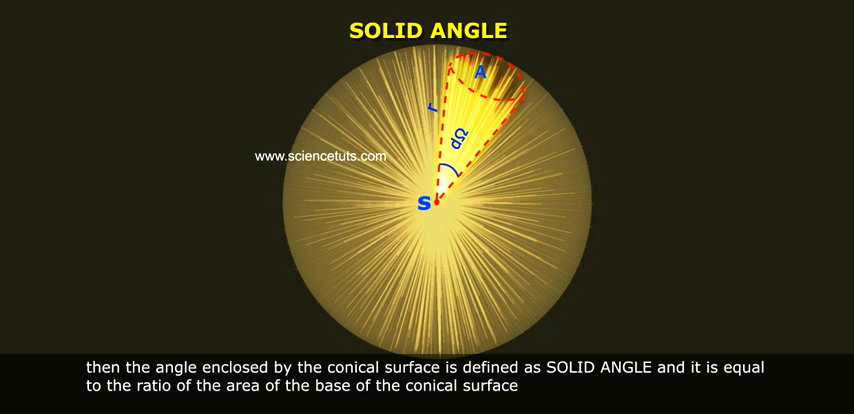 SOLID ANGLE
A
r
dΩ
www.sciencetuts.com
S
then the angle enclosed by the conical surface is defined as SOLID ANGLE and it is equal
to the ratio of the area of the base of the conical surface